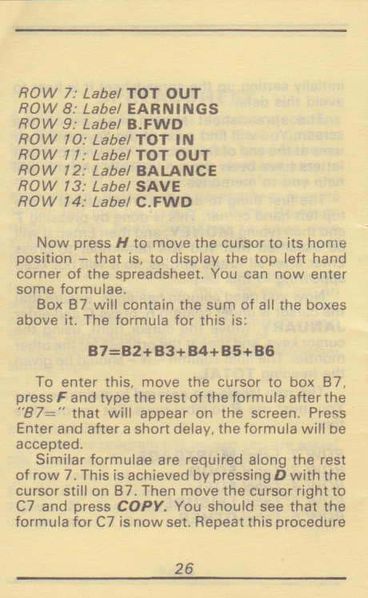 ROW 7: Label TOT OUT
ROW 8: Label EARNINGS
ROW 9: Label B.FWD
ROW 10: Label TOT IN
ROW 11: Label TOT OUT
ROW 12: Label BALANCE
ROW 13: Label SAVE
ROW 14: Label C.FWD
Now press H to move the cursor to its home
position – that is, to display the top left hand
corner of the spreadsheet. You can now enter
some formulae.
Box B7 will contain the sum of all the boxes
above it. The formula for this is:
B7=B2+B3+B4+B5+B6
To enter this, move the cursor to box B7,
press F and type the rest of the formula after the
"B7=" that will appear on the screen. Press
Enter and after a short delay, the formula will be
accepted.
Similar formulae are required along the rest
of row 7. This is achieved by pressing D with the
cursor still on B7. Then move the cursor right to
C7 and press COPY. You should see that the
formula for C7 is now set. Repeat this procedure
26